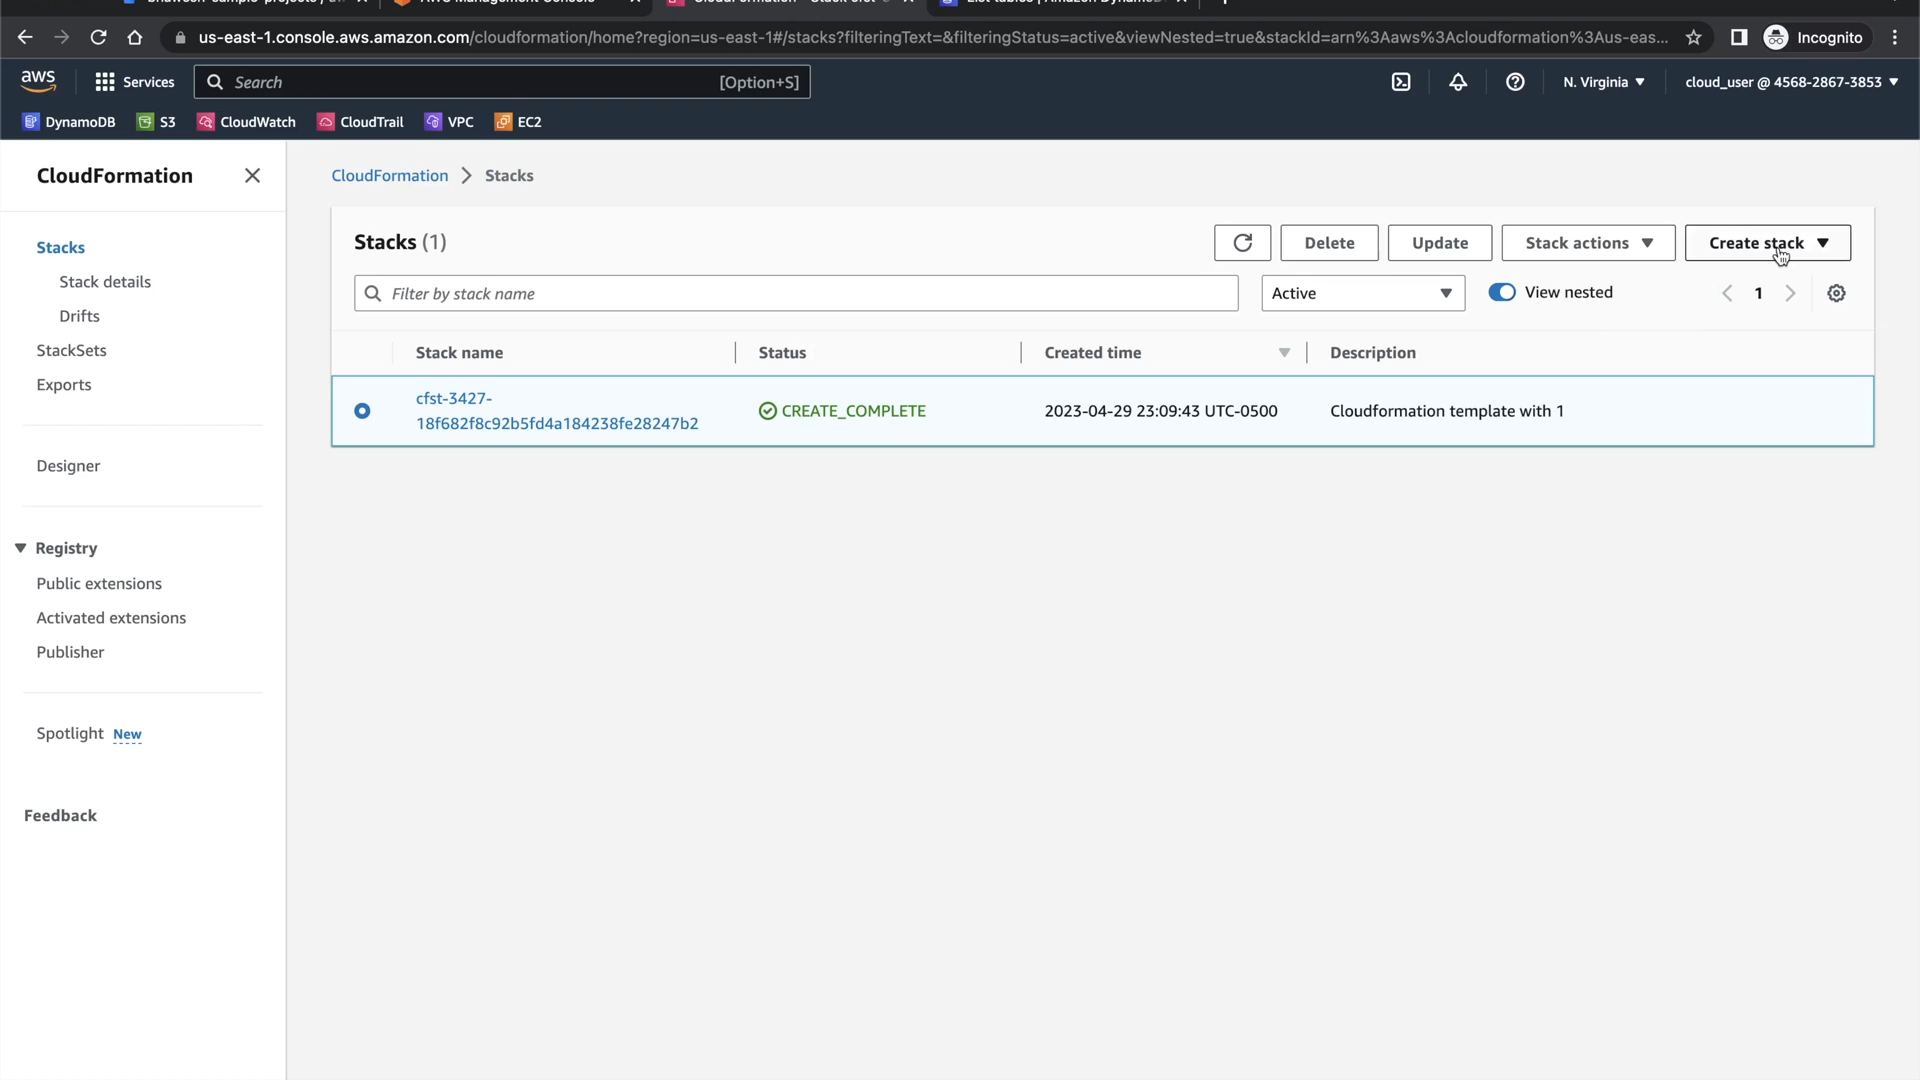 AWS Management Console
us-east-1.console.aws.amazon.com/cloudformation/home?region=us-east-1#/stacks?filteringText=&filteringStatus=active&viewNested=true&stackId=arn%3Aaws%3Acloudformation%3Aus-eas...
Incognito
aws
Services
Search
[Option+S]
N. Virginia
cloud_user @ 4568-2867-3853
DynamoDB
S3
CloudWatch
CloudTrail
VPC
EC2
CloudFormation
Stacks
Stack details
Drifts
StackSets
Exports
Designer
Registry
Public extensions
Activated extensions
Publisher
Spotlight New
Feedback
CloudFormation > Stacks
Stacks (1)
Delete
Update
Stack actions
Create stack
Filter by stack name
Active
View nested
1
Stack name
Status
Created time
Description
cfst-3427-
18f682f8c92b5fd4a184238fe28247b2
CREATE_COMPLETE
2023-04-29 23:09:43 UTC-0500
Cloudformation template with 1